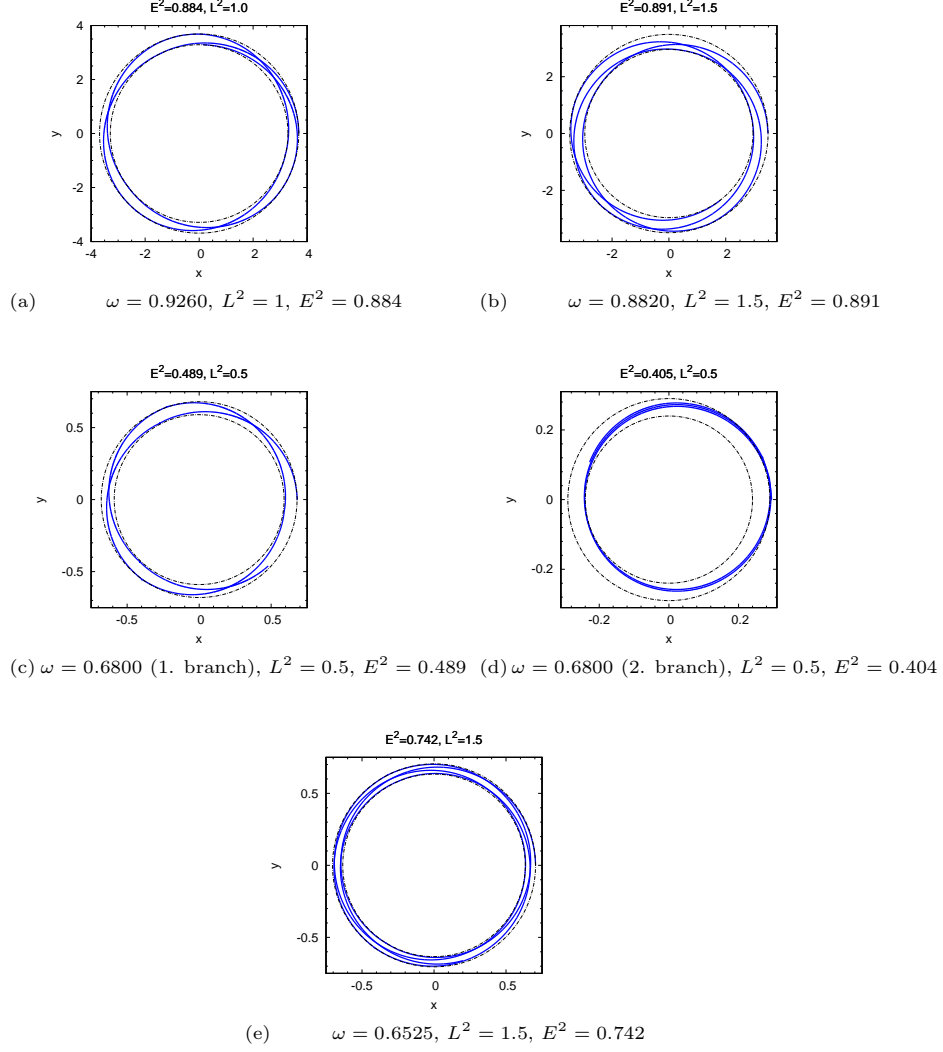 E²=0.884, L²=1.0
4
2
0
-2
-4
y
-4 -2 0 2 4
x
(a) ω = 0.9260, L² = 1, E² = 0.884
E²=0.891, L²=1.5
2
0
-2
y
-2 0 2
x
(b) ω = 0.8820, L² = 1.5, E² = 0.891
E²=0.489, L²=0.5
0.5
0
-0.5
y
-0.5 0 0.5
x
(c) ω = 0.6800 (1. branch), L² = 0.5, E² = 0.489
E²=0.405, L²=0.5
0.2
0
-0.2
y
-0.2 0 0.2
x
(d) ω = 0.6800 (2. branch), L² = 0.5, E² = 0.404
E²=0.742, L²=1.5
0.5
0
-0.5
y
-0.5 0 0.5
x
(e) ω = 0.6525, L² = 1.5, E² = 0.742